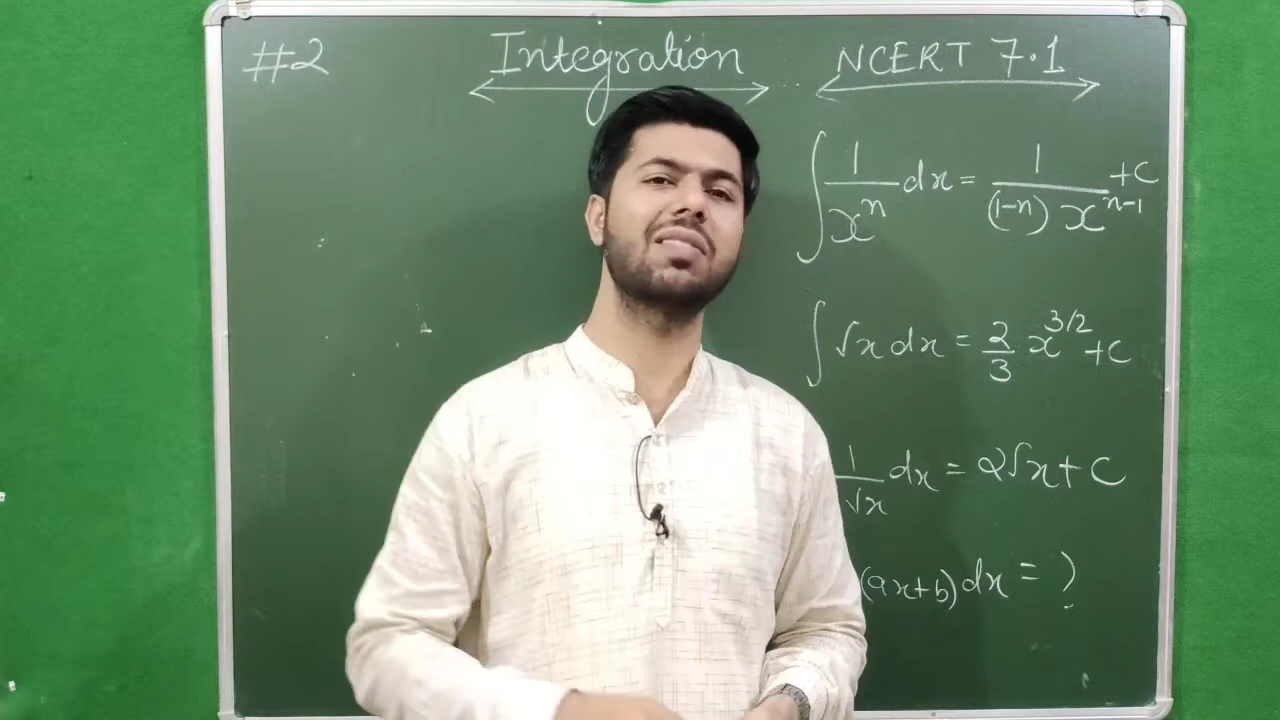 #2 Integration NCERT 7.1
∫ 1/xⁿ dx = 1/((1-n) xⁿ⁻¹) + C
∫ √x dx = 2/3 x^(3/2) + C
1/√x dx = 2√x + C
(ax+b) dx = ?